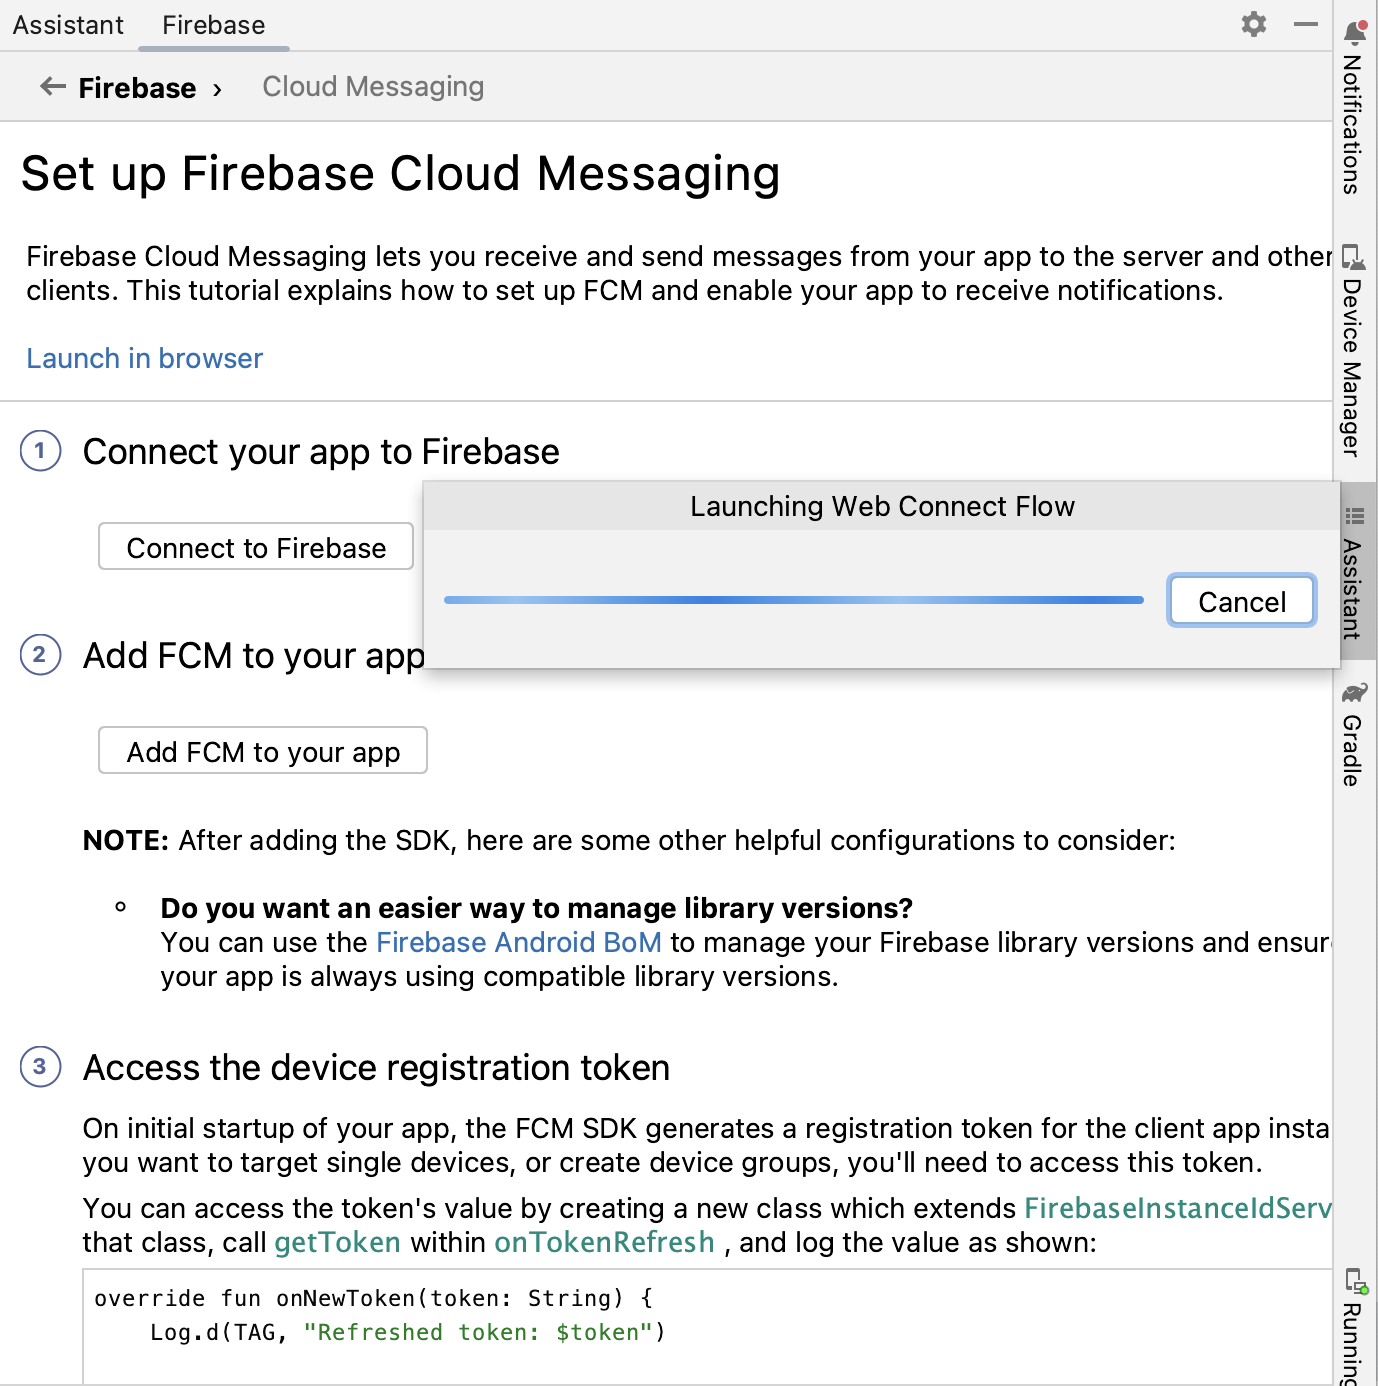 Assistant Firebase
← Firebase › Cloud Messaging
Set up Firebase Cloud Messaging
Firebase Cloud Messaging lets you receive and send messages from your app to the server and other
clients. This tutorial explains how to set up FCM and enable your app to receive notifications.
Launch in browser
1 Connect your app to Firebase
Launching Web Connect Flow
Connect to Firebase
Cancel
2 Add FCM to your app
Add FCM to your app
NOTE: After adding the SDK, here are some other helpful configurations to consider:
Do you want an easier way to manage library versions?
You can use the Firebase Android BoM to manage your Firebase library versions and ensur
your app is always using compatible library versions.
3 Access the device registration token
On initial startup of your app, the FCM SDK generates a registration token for the client app insta
you want to target single devices, or create device groups, you'll need to access this token.
You can access the token's value by creating a new class which extends FirebaseInstanceIdServ
that class, call getToken within onTokenRefresh , and log the value as shown:
override fun onNewToken(token: String) {
Log.d(TAG, "Refreshed token: $token")
Notifications
Device Manager
Assistant
Gradle
Running